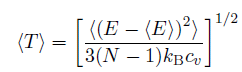 ⟨T⟩ = [ ⟨(E − ⟨E⟩)²⟩ / 3(N − 1)k_B c_v ]^{1/2}